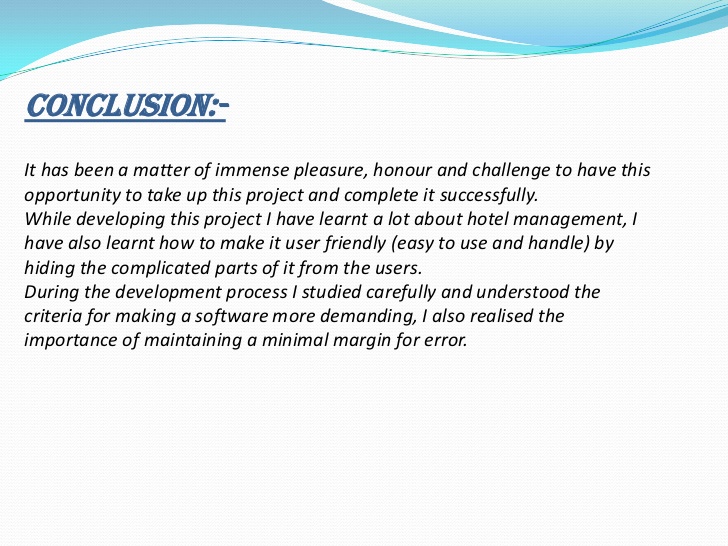 CONCLUSION:-
It has been a matter of immense pleasure, honour and challenge to have this
opportunity to take up this project and complete it successfully.
While developing this project I have learnt a lot about hotel management, I
have also learnt how to make it user friendly (easy to use and handle) by
hiding the complicated parts of it from the users.
During the development process I studied carefully and understood the
criteria for making a software more demanding, I also realised the
importance of maintaining a minimal margin for error.